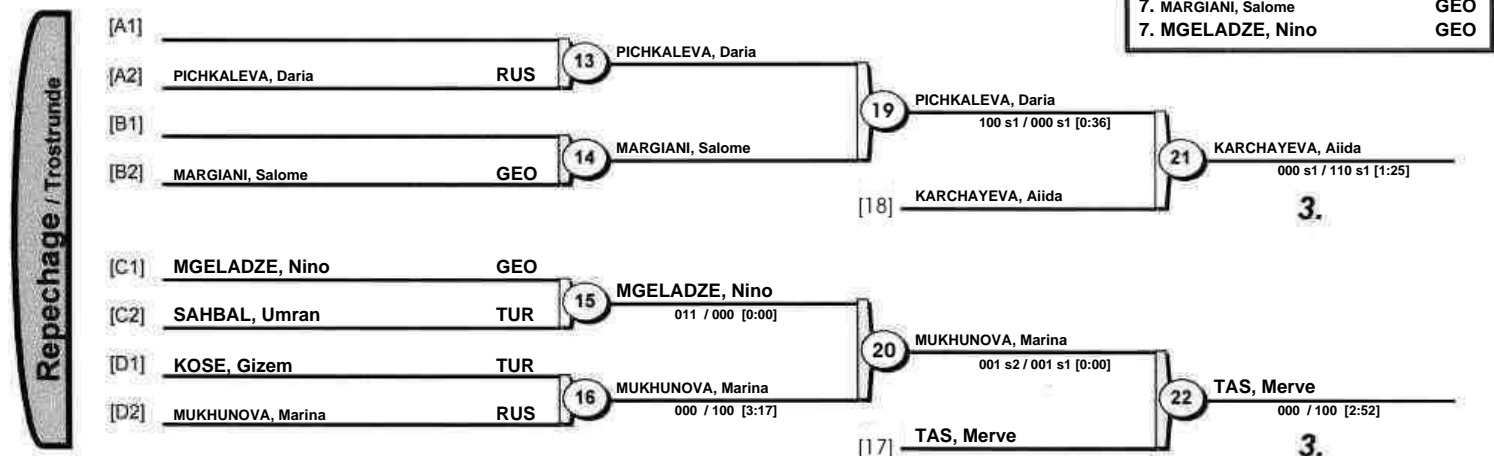 7. MARGIANI, Salome GEO
7. MGELADZE, Nino GEO
Repechage / Trostrunde
[A1]
[A2] PICHKALEVA, Daria RUS
13 PICHKALEVA, Daria
[B1]
[B2] MARGIANI, Salome GEO
14 MARGIANI, Salome
19 PICHKALEVA, Daria
100 s1 / 000 s1 [0:36]
[18] KARCHAYEVA, Aiida
21 KARCHAYEVA, Aiida
000 s1 / 110 s1 [1:25]
3.
[C1] MGELADZE, Nino GEO
[C2] SAHBAL, Umran TUR
15 MGELADZE, Nino
011 / 000 [0:00]
[D1] KOSE, Gizem TUR
[D2] MUKHUNOVA, Marina RUS
16 MUKHUNOVA, Marina
000 / 100 [3:17]
20 MUKHUNOVA, Marina
001 s2 / 001 s1 [0:00]
[17] TAS, Merve
22 TAS, Merve
000 / 100 [2:52]
3.